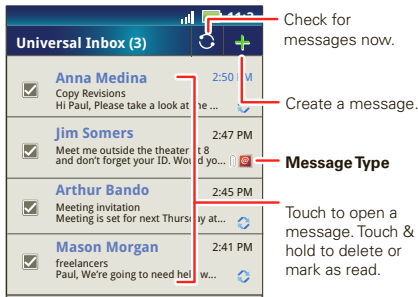 Universal Inbox (3)
Anna Medina
2:50 PM
Copy Revisions
Hi Paul, Please take a look at the ...
Jim Somers
2:47 PM
Meet me outside the theater at 8
and don't forget your ID. Would yo...
Arthur Bando
2:45 PM
Meeting invitation
Meeting is set for next Thursday at...
Mason Morgan
2:41 PM
freelancers
Paul, We're going to need help w...
Check for
messages now.
Create a message.
Message Type
Touch to open a
message. Touch &
hold to delete or
mark as read.